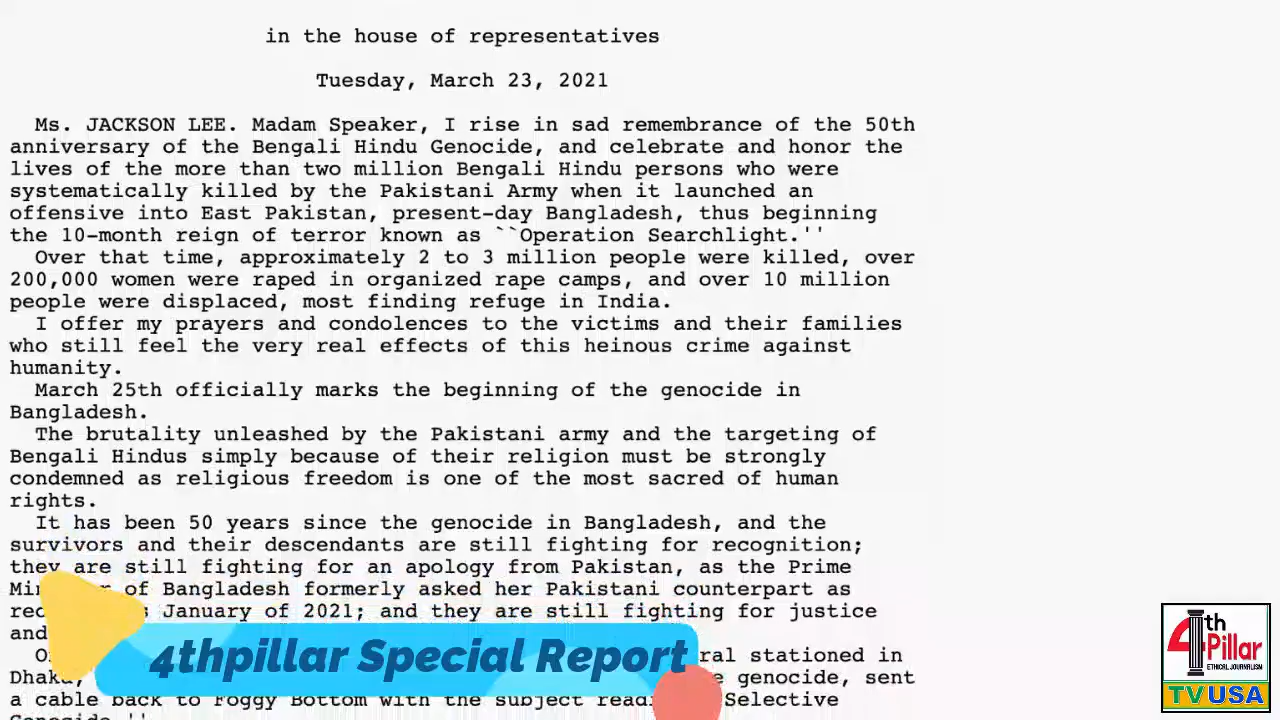 in the house of representatives
Tuesday, March 23, 2021
Ms. JACKSON LEE. Madam Speaker, I rise in sad remembrance of the 50th
anniversary of the Bengali Hindu Genocide, and celebrate and honor the
lives of the more than two million Bengali Hindu persons who were
systematically killed by the Pakistani Army when it launched an
offensive into East Pakistan, present-day Bangladesh, thus beginning
the 10-month reign of terror known as ``Operation Searchlight.''
Over that time, approximately 2 to 3 million people were killed, over
200,000 women were raped in organized rape camps, and over 10 million
people were displaced, most finding refuge in India.
I offer my prayers and condolences to the victims and their families
who still feel the very real effects of this heinous crime against
humanity.
March 25th officially marks the beginning of the genocide in
Bangladesh.
The brutality unleashed by the Pakistani army and the targeting of
Bengali Hindus simply because of their religion must be strongly
condemned as religious freedom is one of the most sacred of human
rights.
It has been 50 years since the genocide in Bangladesh, and the
survivors and their descendants are still fighting for recognition;
they are still fighting for an apology from Pakistan, as the Prime
of Bangladesh formerly asked her Pakistani counterpart as
January of 2021; and they are still fighting for justice
and
stationed in
Dhaka, genocide, sent
a cable back to Foggy Bottom with the subject Selective
Genocide.''
4thpillar Special Report
4th Pillar
ETHICAL JOURNALISM
TV USA